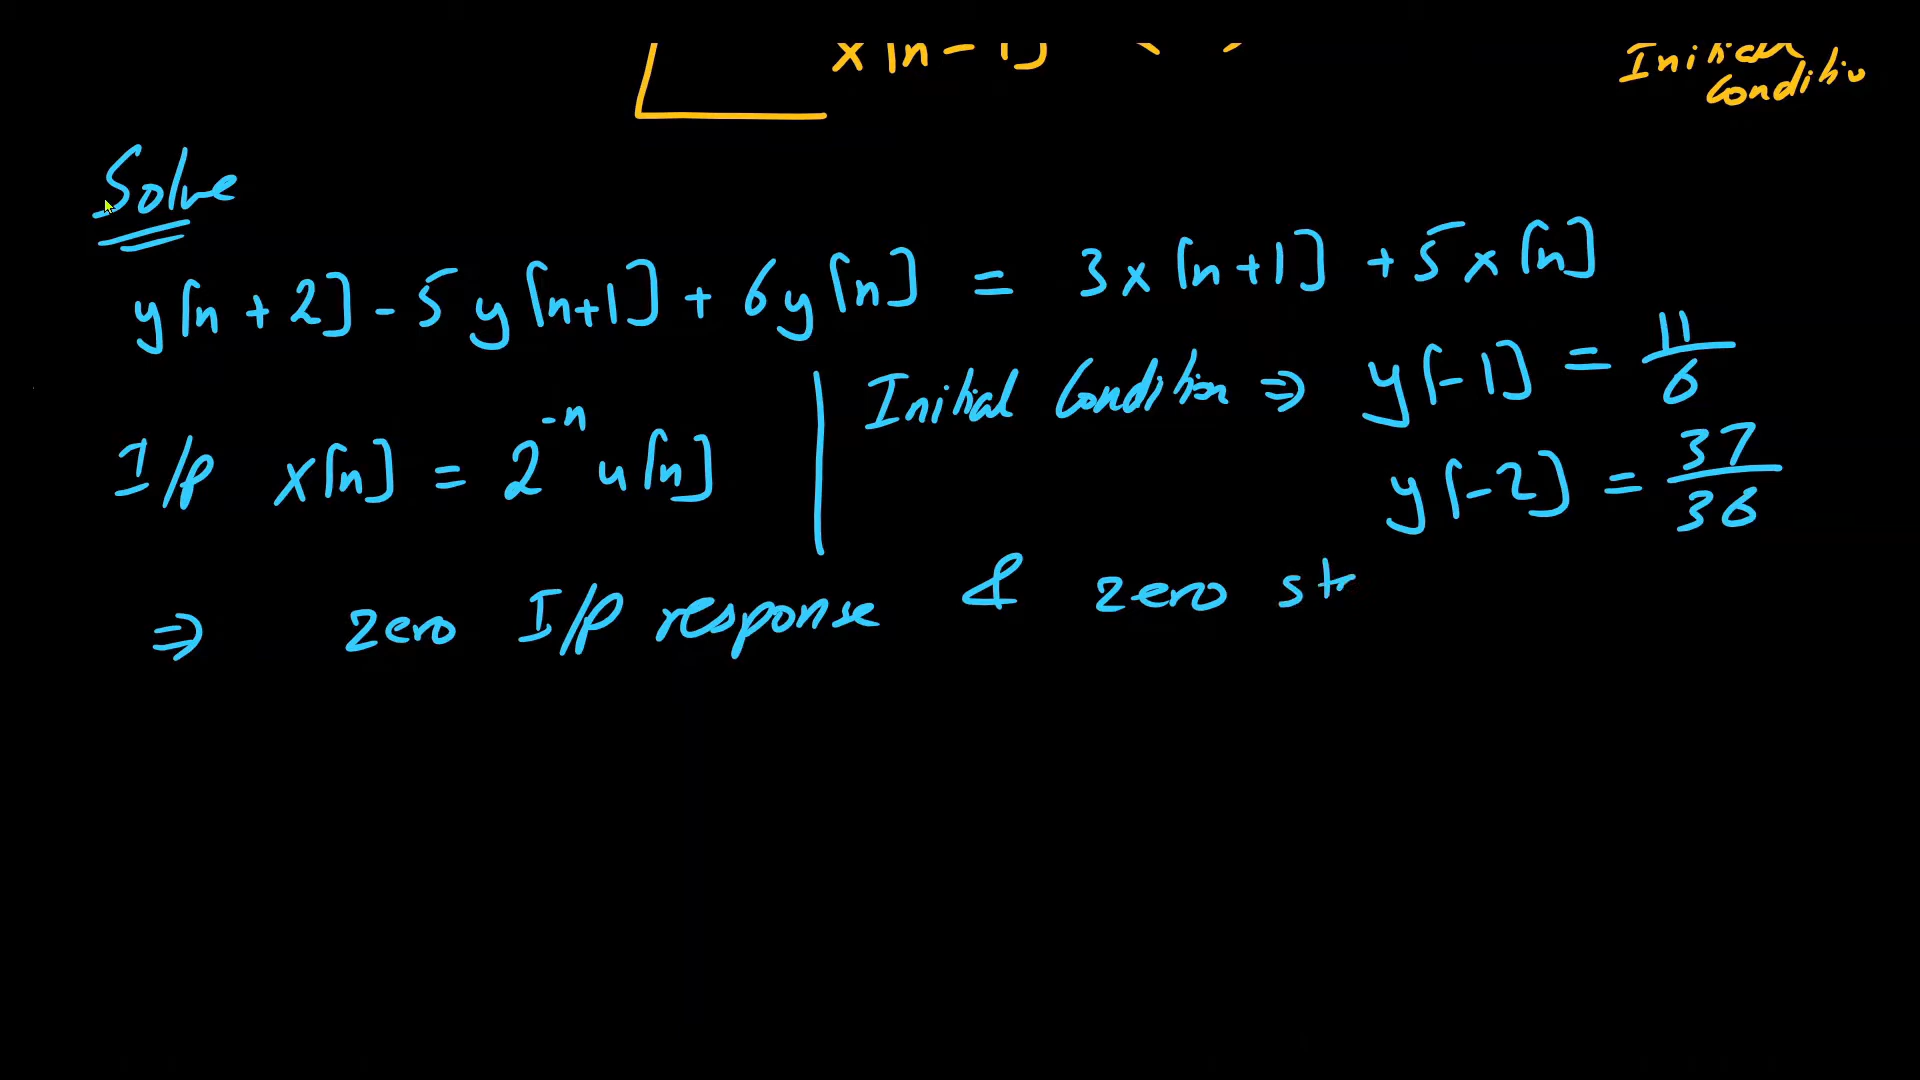 x[n-1]
Initial
Conditio
Solve
y[n+2] - 5y[n+1] + 6y[n] = 3x[n+1] + 5x[n]
I/p x[n] = 2^{-n} u[n]
Initial Condition ⇒ y[-1] = 11/6
y[-2] = 37/36
⇒ zero I/P response & zero st